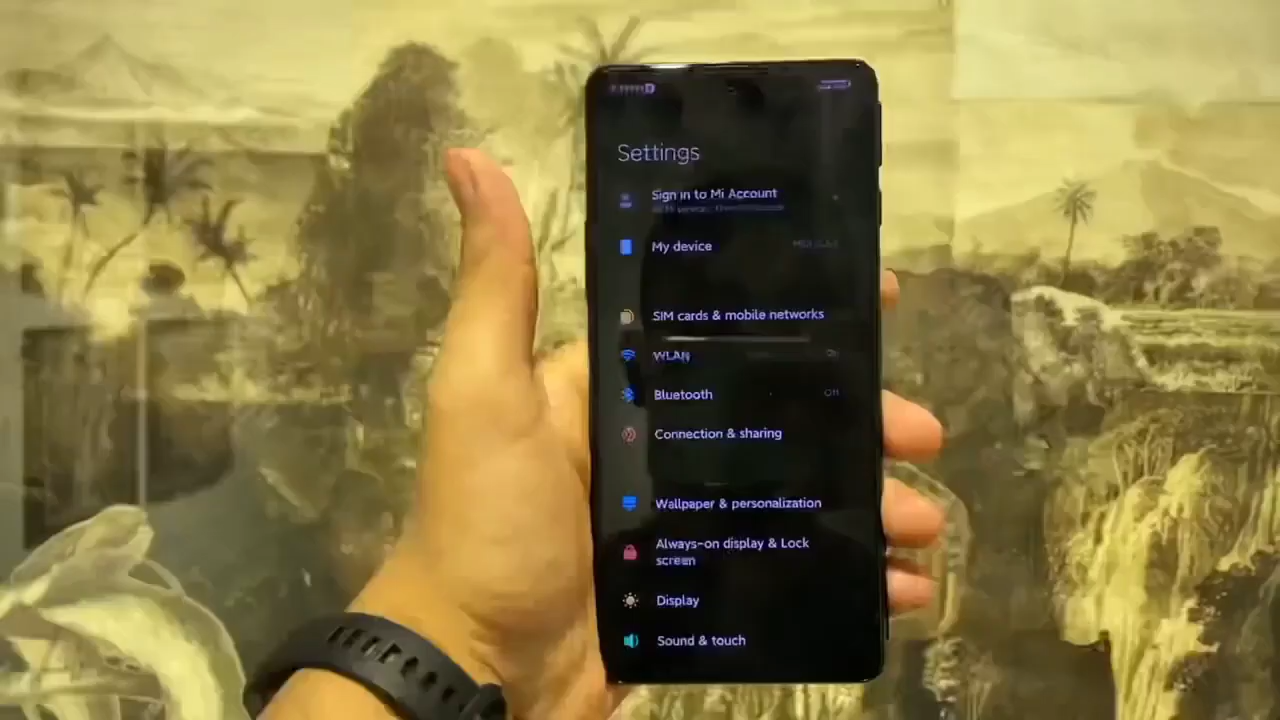 Settings
Sign in to Mi Account
My device
SIM cards & mobile networks
WLAN
Bluetooth
Off
Connection & sharing
Wallpaper & personalization
Always-on display & Lock
screen
Display
Sound & touch